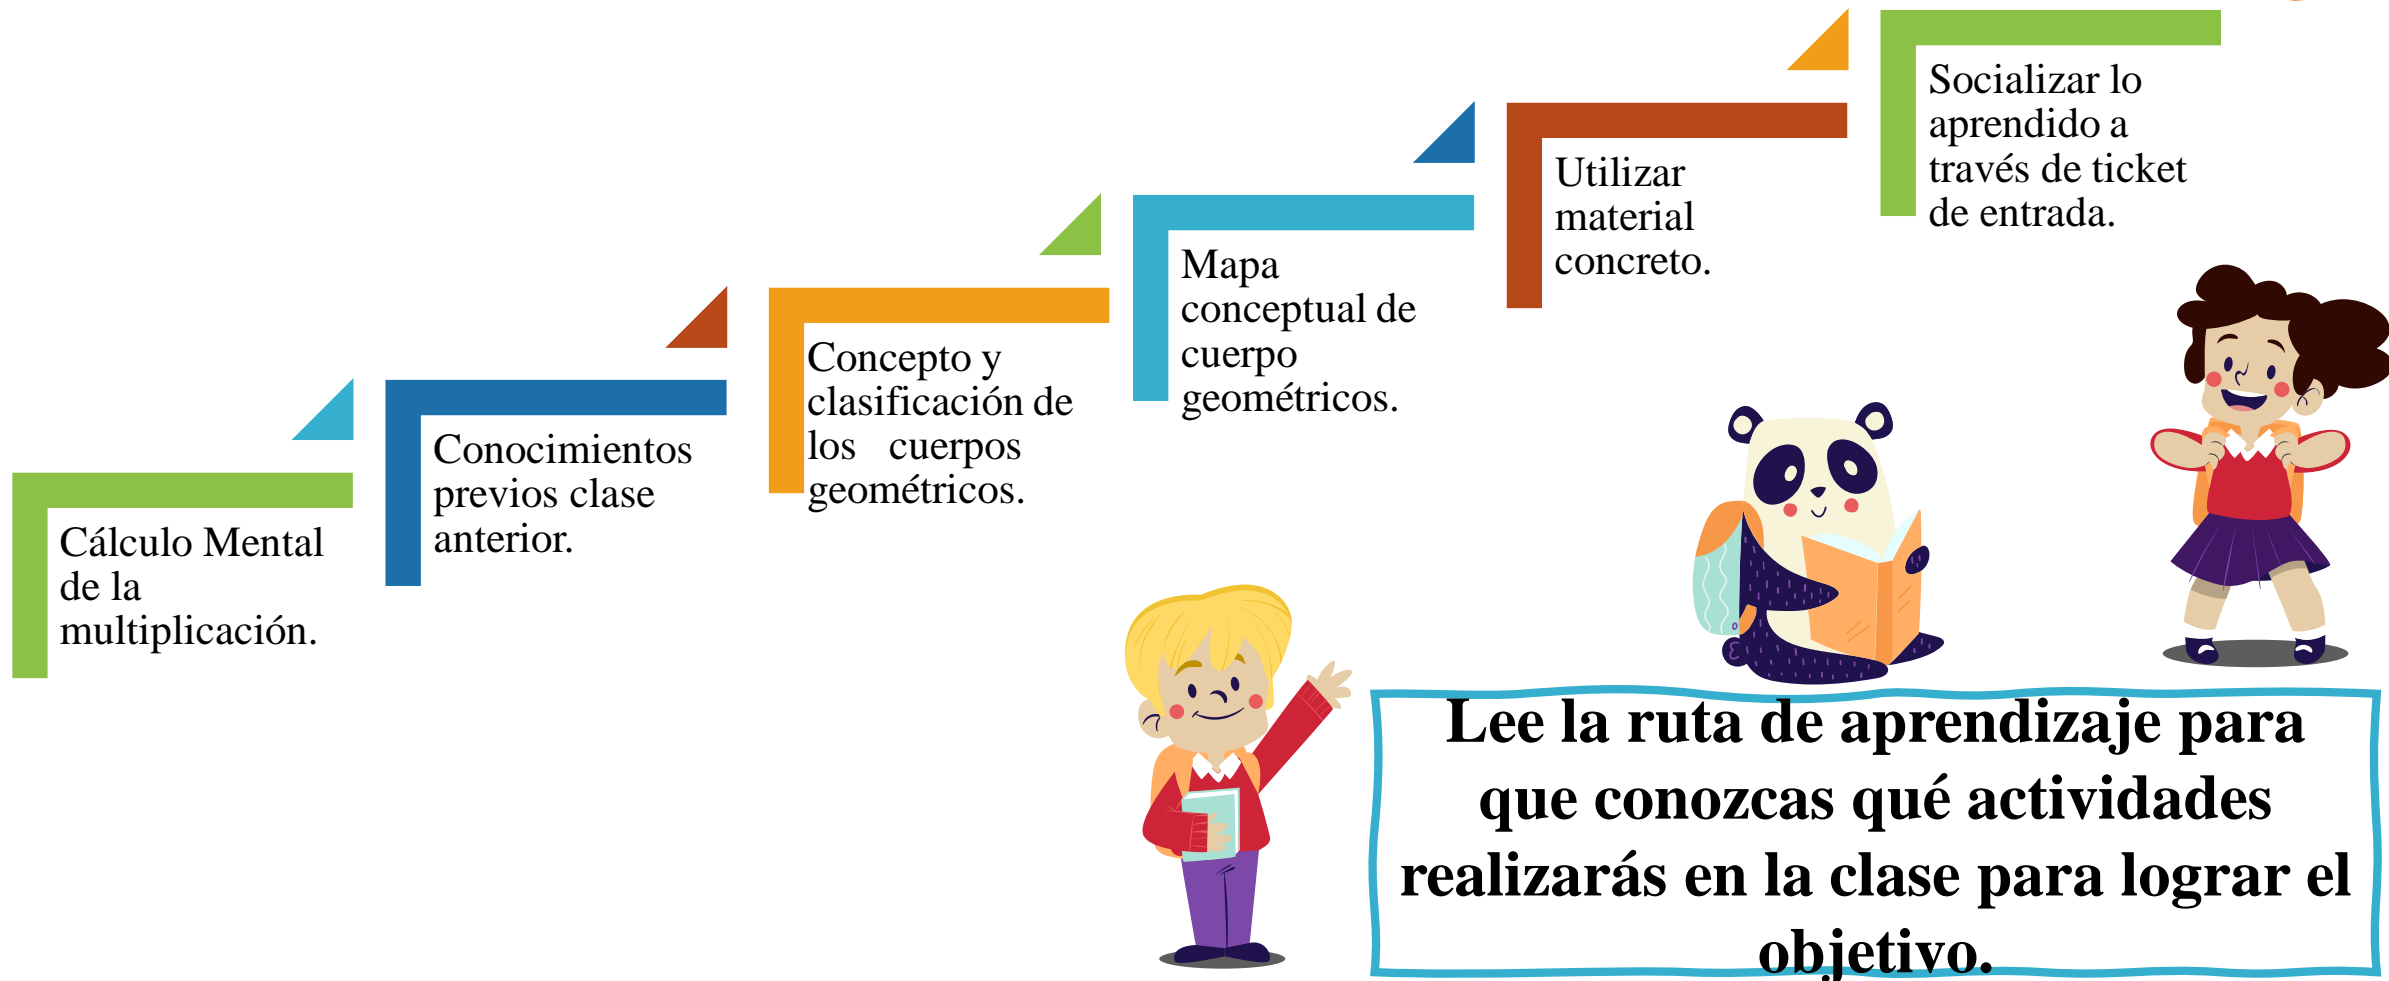 Cálculo Mental
de la
multiplicación.
Conocimientos
previos clase
anterior.
Concepto y
clasificación de
los cuerpos
geométricos.
Mapa
conceptual de
cuerpo
geométricos.
Utilizar
material
concreto.
Socializar lo
aprendido a
través de ticket
de entrada.
Lee la ruta de aprendizaje para
que conozcas qué actividades
realizarás en la clase para lograr el
objetivo.